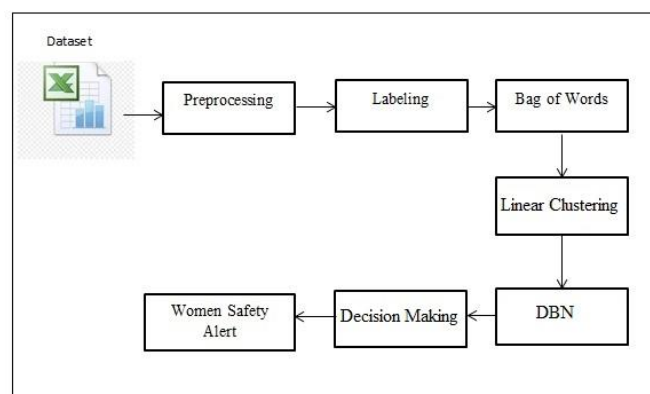 Dataset
Preprocessing
Labeling
Bag of Words
Linear Clustering
DBN
Decision Making
Women Safety
Alert